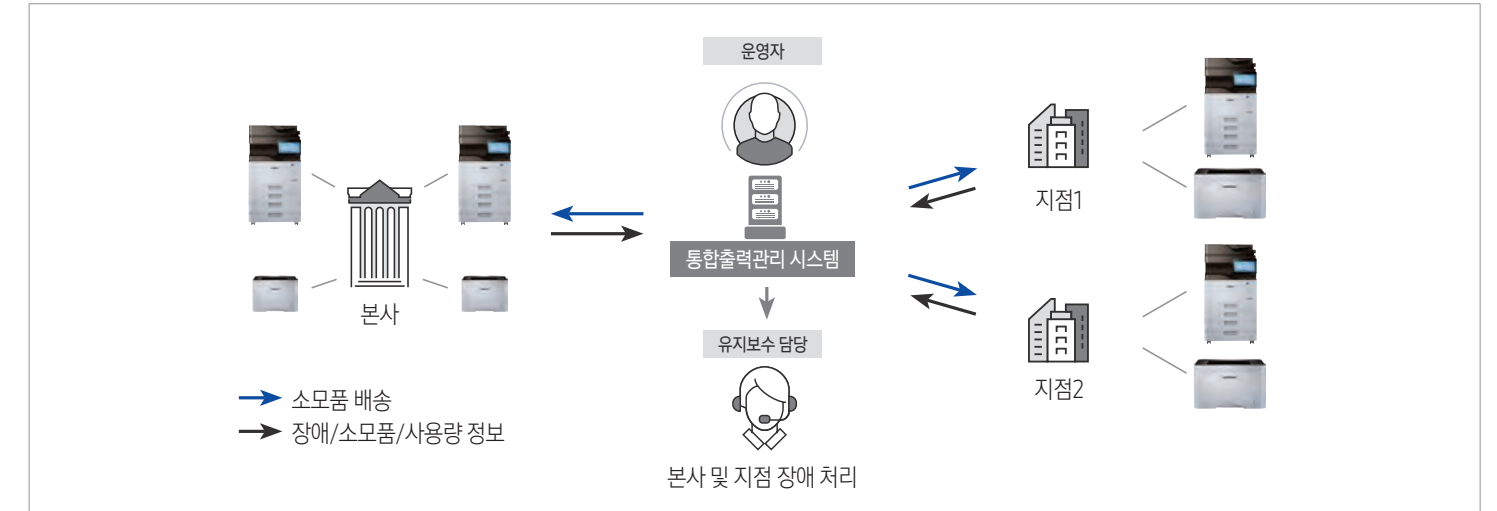 운영자
통합출력관리 시스템
본사
지점1
지점2
유지보수 담당
본사 및 지점 장애 처리
소모품 배송
장애/소모품/사용량 정보